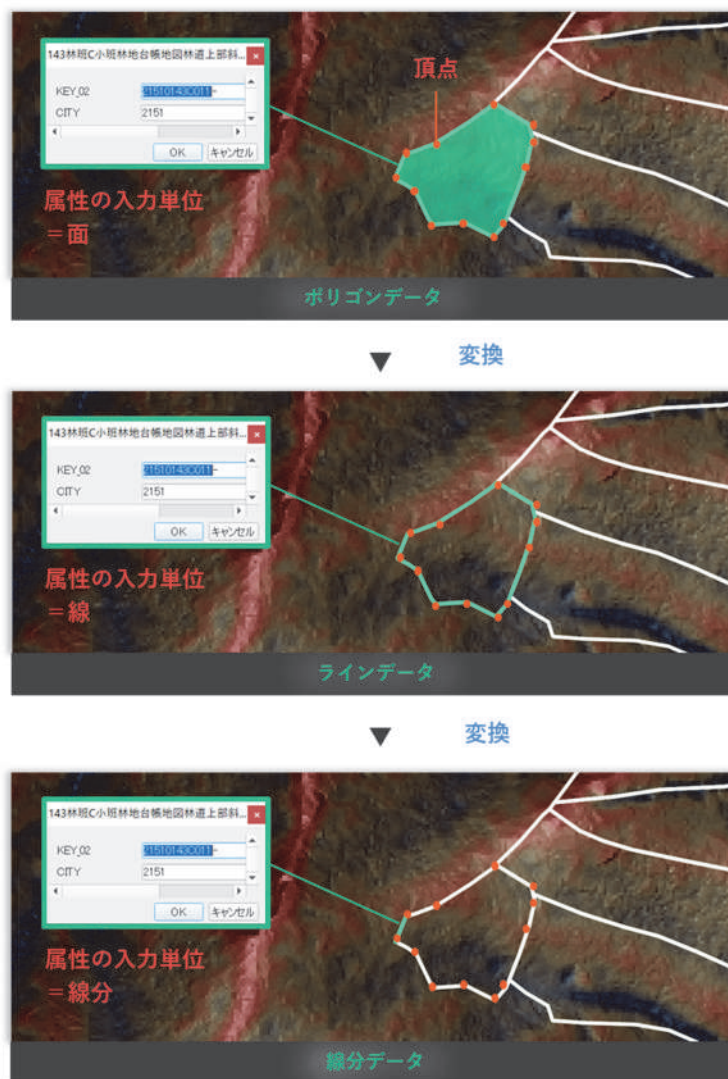 143林班C小班林地台帳地図林道上部斜...
頂点
KEY_02
CITY
2151
OK
キャンセル
属性の入力単位
=面
ポリゴンデータ
▼ 変換
143林班C小班林地台帳地図林道上部斜...
KEY_02
CITY
2151
OK
キャンセル
属性の入力単位
=線
ラインデータ
▼ 変換
143林班C小班林地台帳地図林道上部斜...
KEY_02
CITY
2151
OK
キャンセル
属性の入力単位
=線分
線分データ